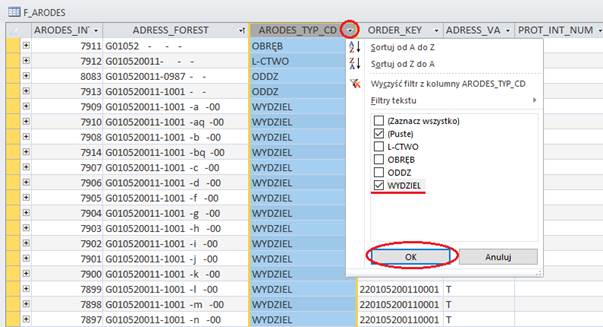 F_ARODES
ARODES_IN ADRESS_FOREST ARODES_TYP_CD ORDER_KEY ADRESS_VA PROT_INT_NUM
7911 G01052 - - - OBRĘB
7912 G010520011- - - L-CTWO
8083 G010520011-0987 - - ODDZ
7913 G010520011-1001 - - ODDZ
7909 G010520011-1001 -a -00 WYDZIEL
7910 G010520011-1001 -aq -00 WYDZIEL
7908 G010520011-1001 -b -00 WYDZIEL
7914 G010520011-1001 -bq -00 WYDZIEL
7907 G010520011-1001 -c -00 WYDZIEL
7906 G010520011-1001 -d -00 WYDZIEL
7905 G010520011-1001 -f -00 WYDZIEL
7904 G010520011-1001 -g -00 WYDZIEL
7903 G010520011-1001 -h -00 WYDZIEL
7902 G010520011-1001 -i -00 WYDZIEL
7901 G010520011-1001 -j -00 WYDZIEL
7900 G010520011-1001 -k -00 WYDZIEL
7899 G010520011-1001 -l -00 WYDZIEL 220105200110001 T
7898 G010520011-1001 -m -00 WYDZIEL 220105200110001 T
7897 G010520011-1001 -n -00 WYDZIEL 220105200110001 T
Sortuj od A do Z
Sortuj od Z do A
Wyczyść filtr z kolumny ARODES_TYP_CD
Filtry tekstu
(Zaznacz wszystko)
(Puste)
L-CTWO
OBRĘB
ODDZ
WYDZIEL
OK Anuluj